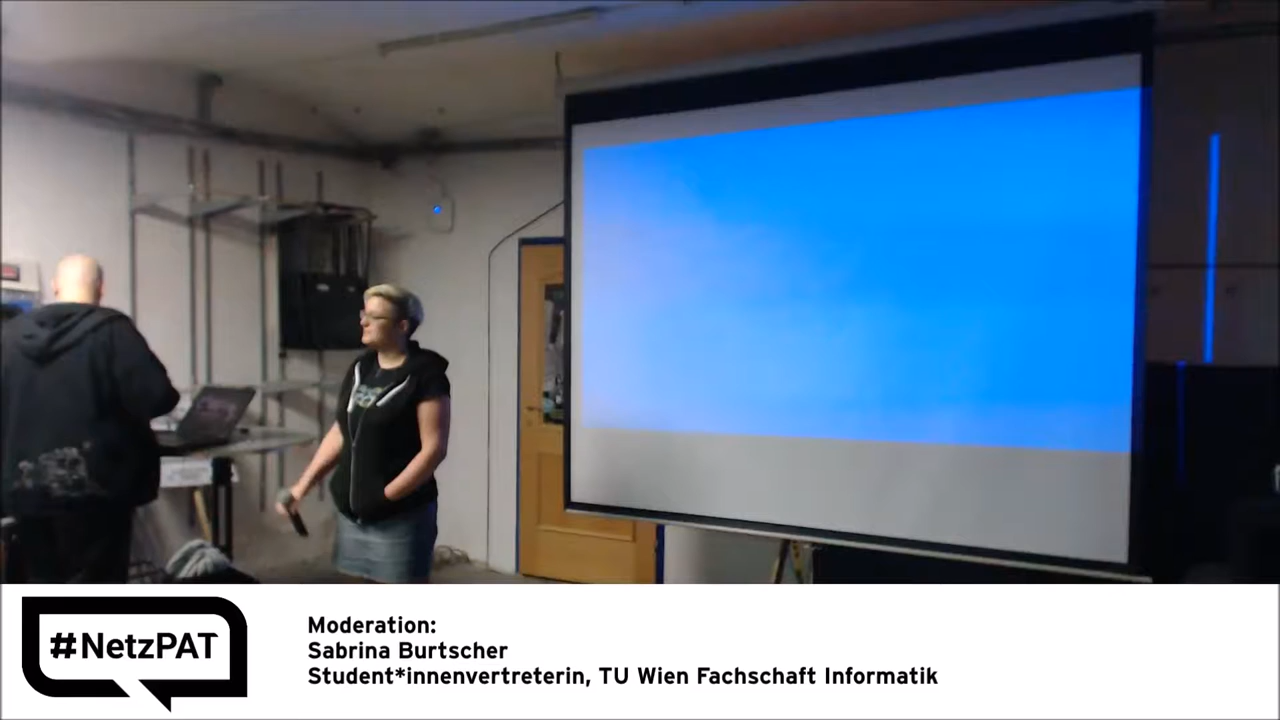 #NetzPAT
Moderation:
Sabrina Burtscher
Student*innenvertreterin, TU Wien Fachschaft Informatik